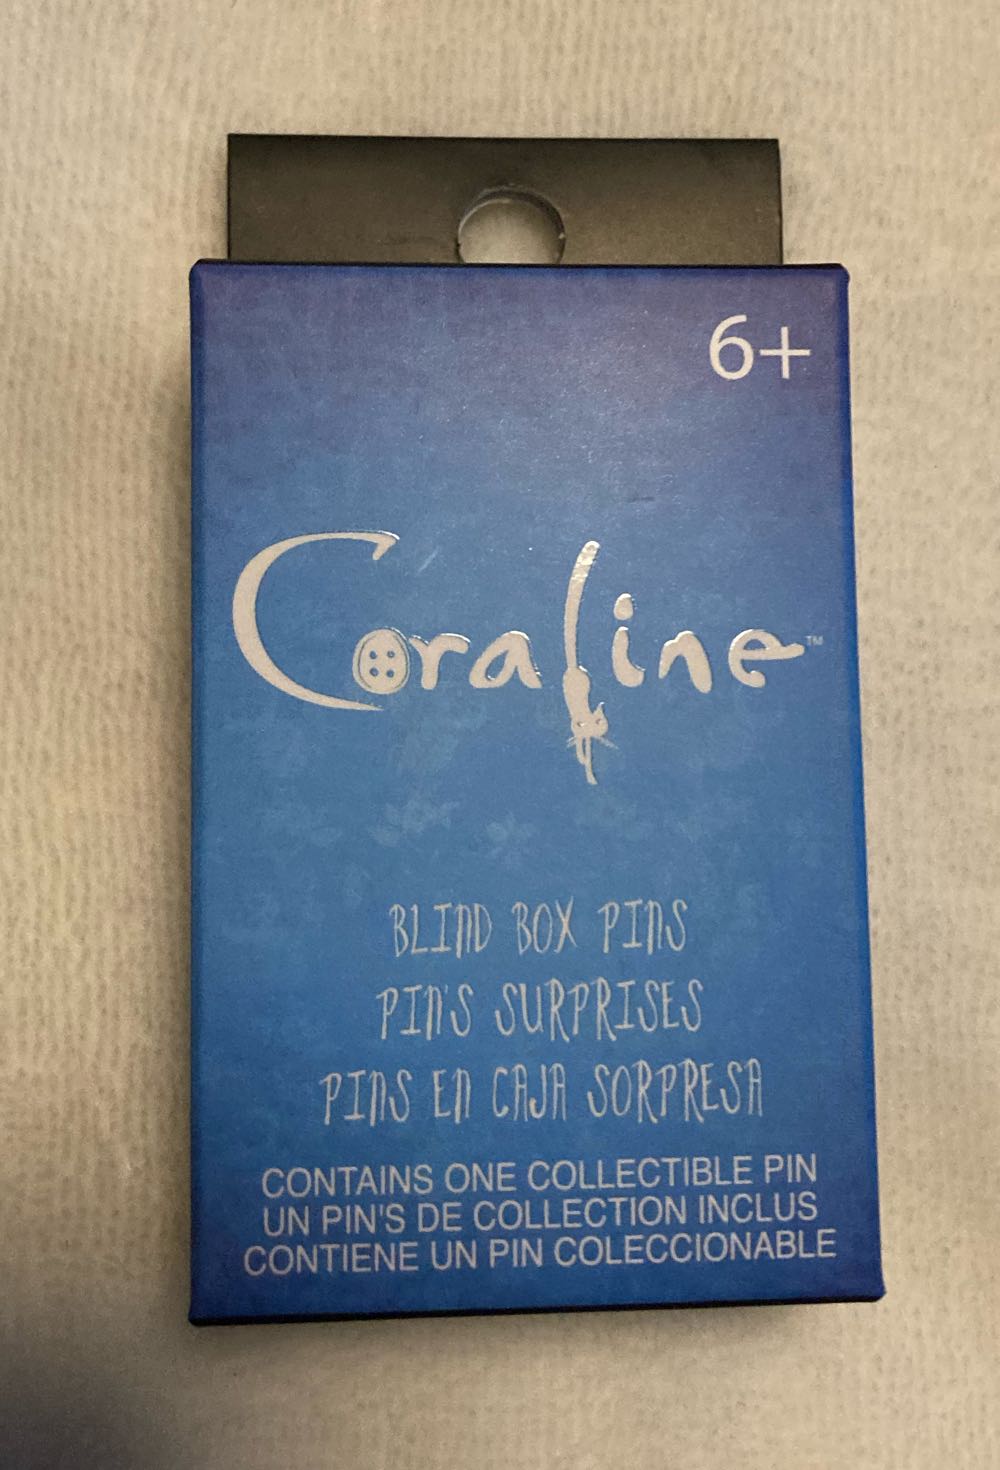 6+
Coraline™
BLIND BOX PINS
PIN'S SURPRISES
PINS EN CAJA SORPRESA
CONTAINS ONE COLLECTIBLE PIN
UN PIN'S DE COLLECTION INCLUS
CONTIENE UN PIN COLECCIONABLE